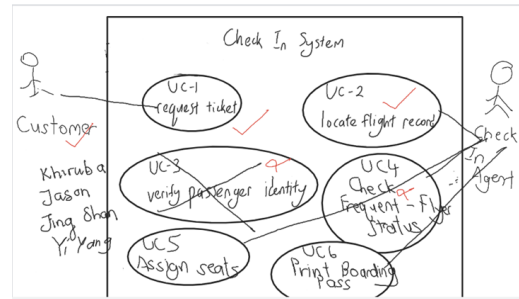 Check In System
UC-1
request ticket
UC-2
locate flight record
Customer
Khiruba
Jason
Jing Shan
Yi Yang
Check
In
Agent
UC-3
verify passenger identity
UC4
Check
Frequent-Flyer
Status
UC5
Assign seats
UC6
Print Boarding
Pass